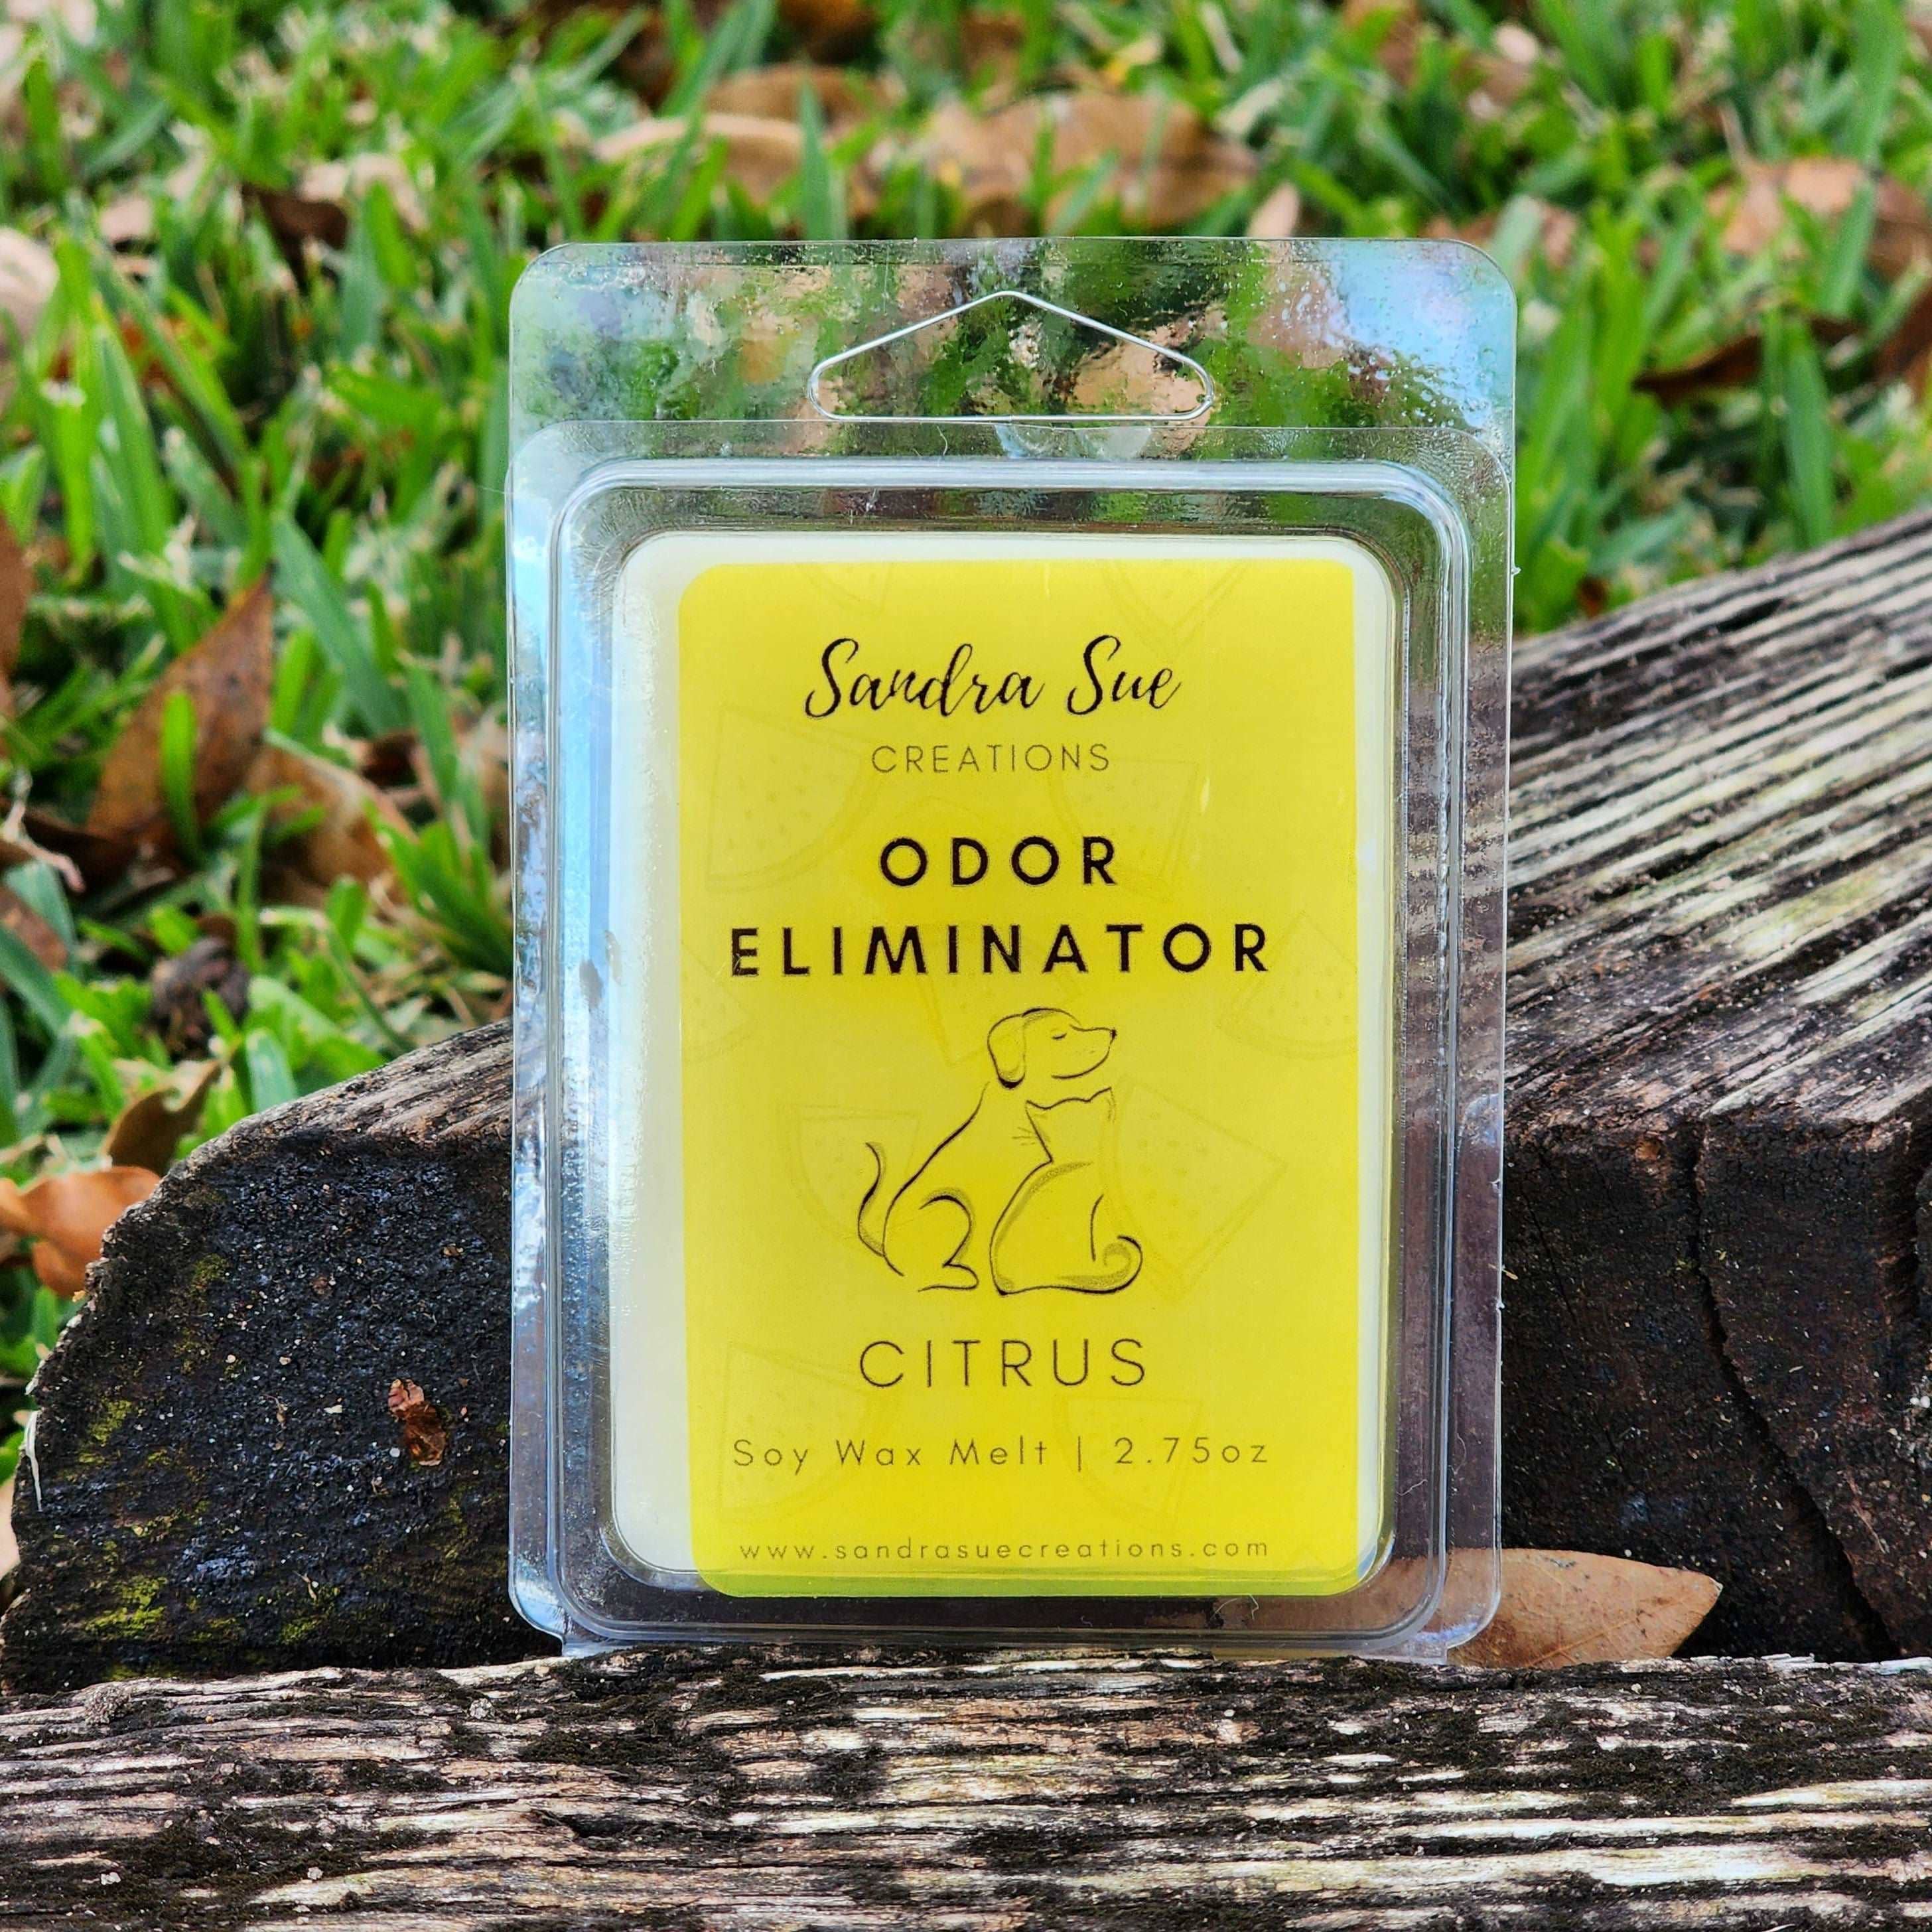 Sandra Sue
CREATIONS
ODOR
ELIMINATOR
CITRUS
Soy Wax Melt | 2.75oz
www.sandrasuecreations.com